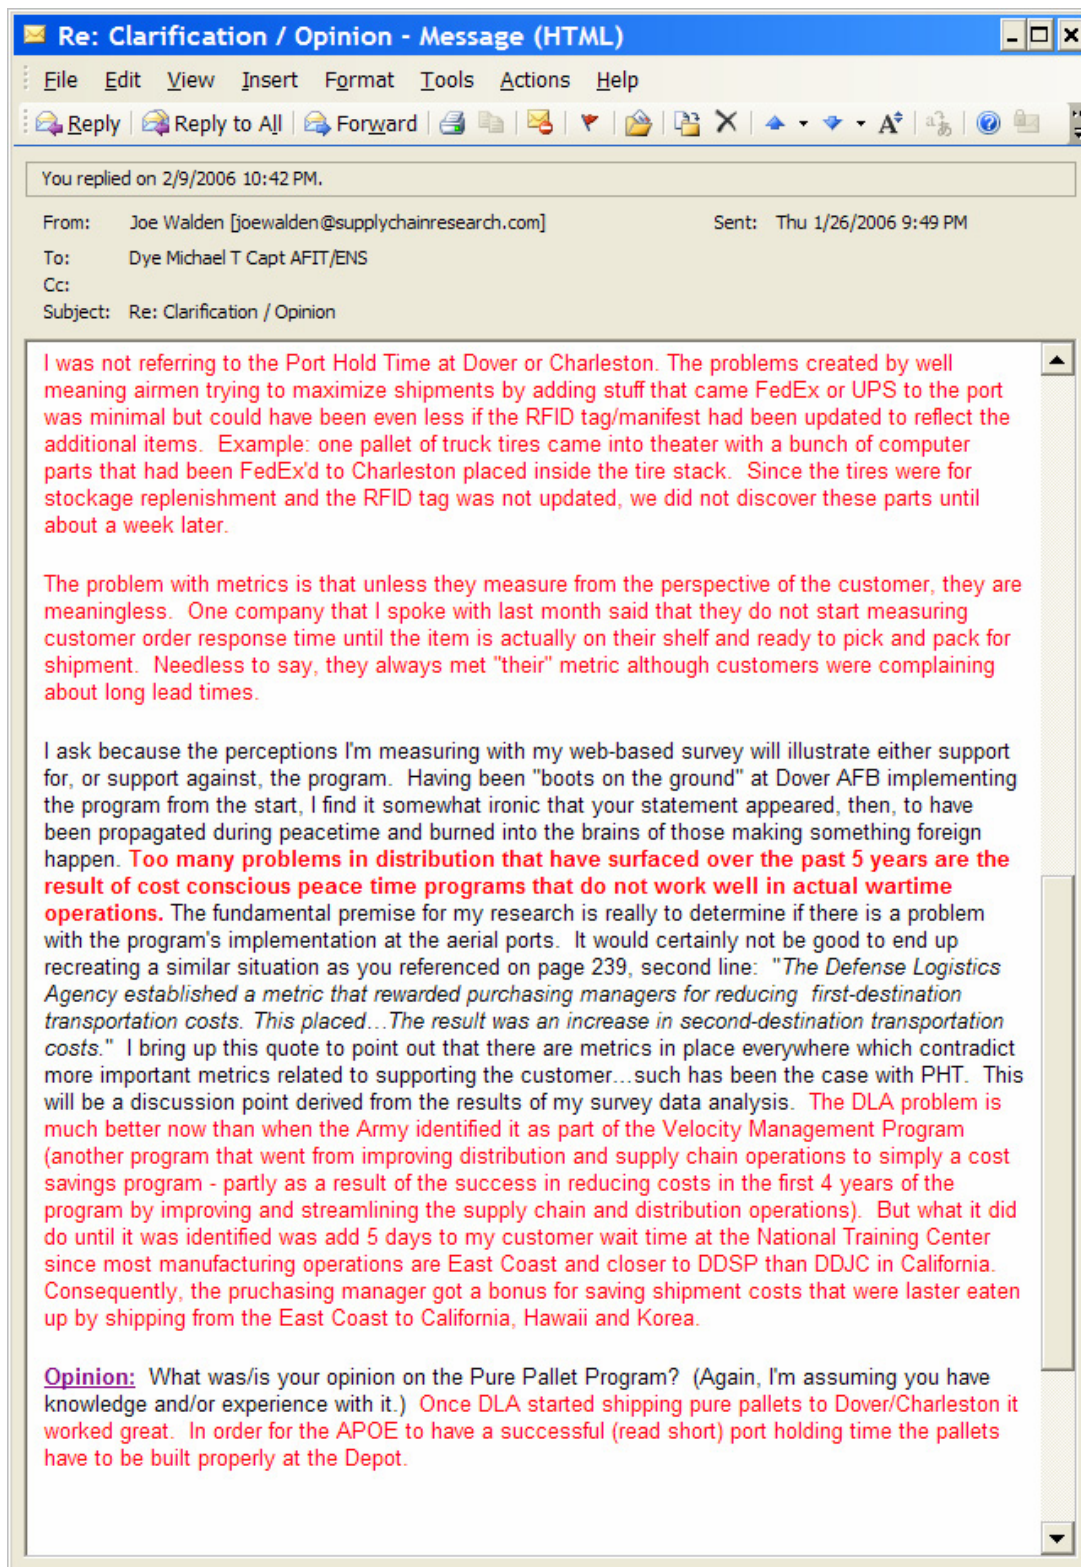 Re: Clarification / Opinion - Message (HTML)
File Edit View Insert Format Tools Actions Help
Reply Reply to All Forward
You replied on 2/9/2006 10:42 PM.
From: Joe Walden [joewalden@supplychainresearch.com] Sent: Thu 1/26/2006 9:49 PM
To: Dye Michael T Capt AFIT/ENS
Cc:
Subject: Re: Clarification / Opinion
I was not referring to the Port Hold Time at Dover or Charleston. The problems created by well
meaning airmen trying to maximize shipments by adding stuff that came FedEx or UPS to the port
was minimal but could have been even less if the RFID tag/manifest had been updated to reflect the
additional items. Example: one pallet of truck tires came into theater with a bunch of computer
parts that had been FedEx'd to Charleston placed inside the tire stack. Since the tires were for
stockage replenishment and the RFID tag was not updated, we did not discover these parts until
about a week later.
The problem with metrics is that unless they measure from the perspective of the customer, they are
meaningless. One company that I spoke with last month said that they do not start measuring
customer order response time until the item is actually on their shelf and ready to pick and pack for
shipment. Needless to say, they always met "their" metric although customers were complaining
about long lead times.
I ask because the perceptions I'm measuring with my web-based survey will illustrate either support
for, or support against, the program. Having been "boots on the ground" at Dover AFB implementing
the program from the start, I find it somewhat ironic that your statement appeared, then, to have
been propagated during peacetime and burned into the brains of those making something foreign
happen. Too many problems in distribution that have surfaced over the past 5 years are the
result of cost conscious peace time programs that do not work well in actual wartime
operations. The fundamental premise for my research is really to determine if there is a problem
with the program's implementation at the aerial ports. It would certainly not be good to end up
recreating a similar situation as you referenced on page 239, second line: "The Defense Logistics
Agency established a metric that rewarded purchasing managers for reducing first-destination
transportation costs. This placed…The result was an increase in second-destination transportation
costs." I bring up this quote to point out that there are metrics in place everywhere which contradict
more important metrics related to supporting the customer…such has been the case with PHT. This
will be a discussion point derived from the results of my survey data analysis. The DLA problem is
much better now than when the Army identified it as part of the Velocity Management Program
(another program that went from improving distribution and supply chain operations to simply a cost
savings program - partly as a result of the success in reducing costs in the first 4 years of the
program by improving and streamlining the supply chain and distribution operations). But what it did
do until it was identified was add 5 days to my customer wait time at the National Training Center
since most manufacturing operations are East Coast and closer to DDSP than DDJC in California.
Consequently, the pruchasing manager got a bonus for saving shipment costs that were laster eaten
up by shipping from the East Coast to California, Hawaii and Korea.
Opinion: What was/is your opinion on the Pure Pallet Program? (Again, I'm assuming you have
knowledge and/or experience with it.) Once DLA started shipping pure pallets to Dover/Charleston it
worked great. In order for the APOE to have a successful (read short) port holding time the pallets
have to be built properly at the Depot.